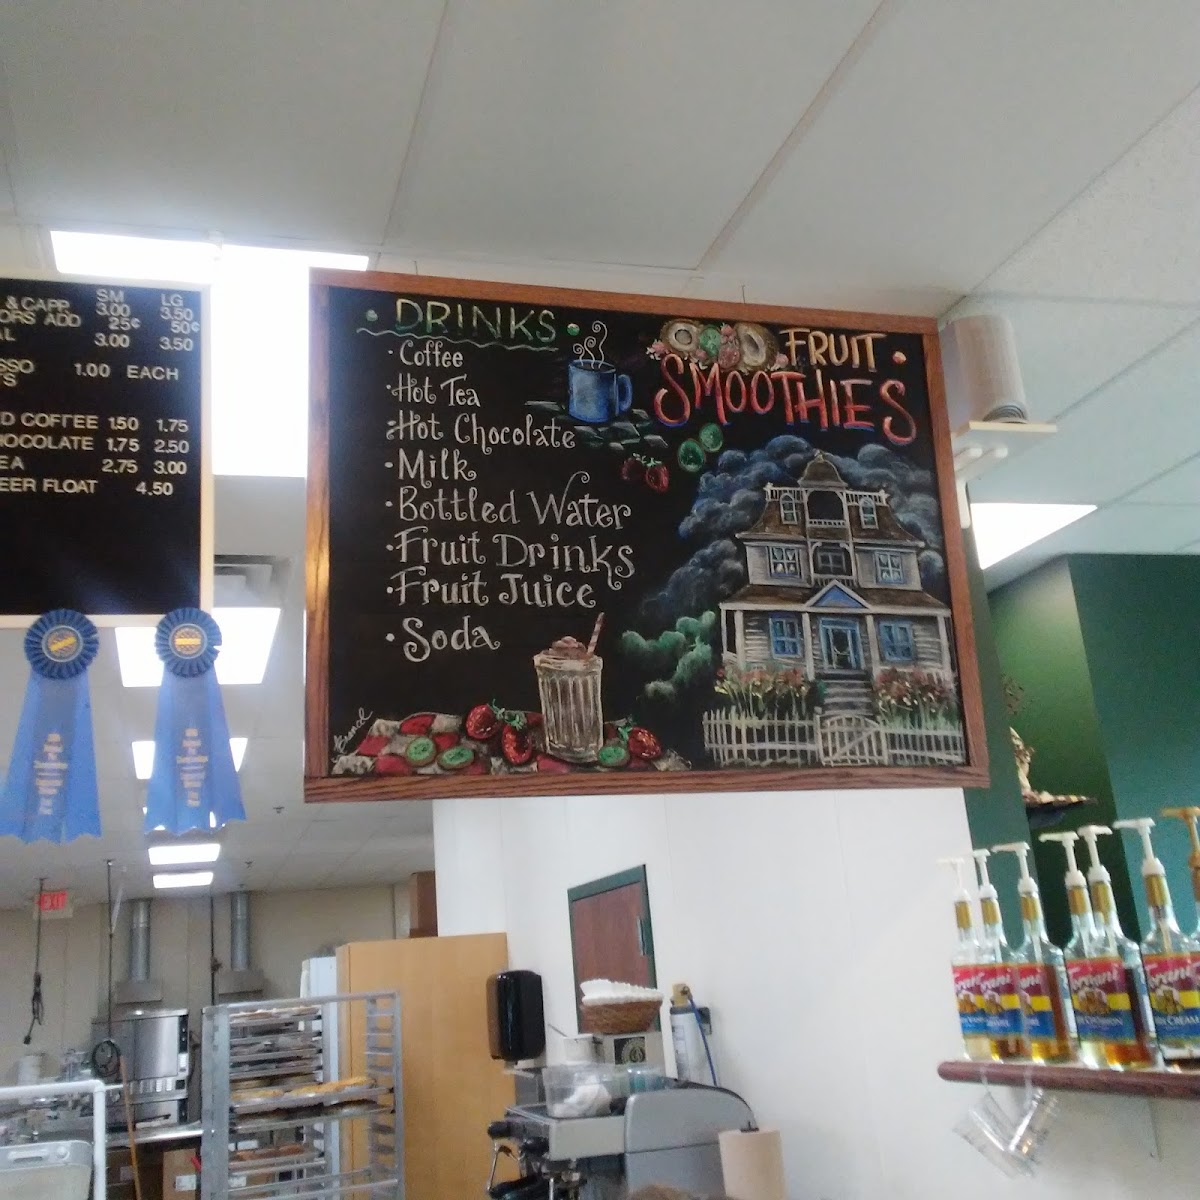 SM LG
& CAPP 3.00 3.50
ORS ADD 25¢ 50¢
AL 3.00 3.50
SSO 1.00 EACH
TS
D COFFEE 1.50 1.75
HOCOLATE 1.75 2.50
EA 2.75 3.00
EER FLOAT 4.50
• DRINKS •
• Coffee
• Hot Tea
• Hot Chocolate
• Milk
• Bottled Water
• Fruit Drinks
• Fruit Juice
• Soda
FRUIT •
SMOOTHIES
EXIT
Torani
Torani